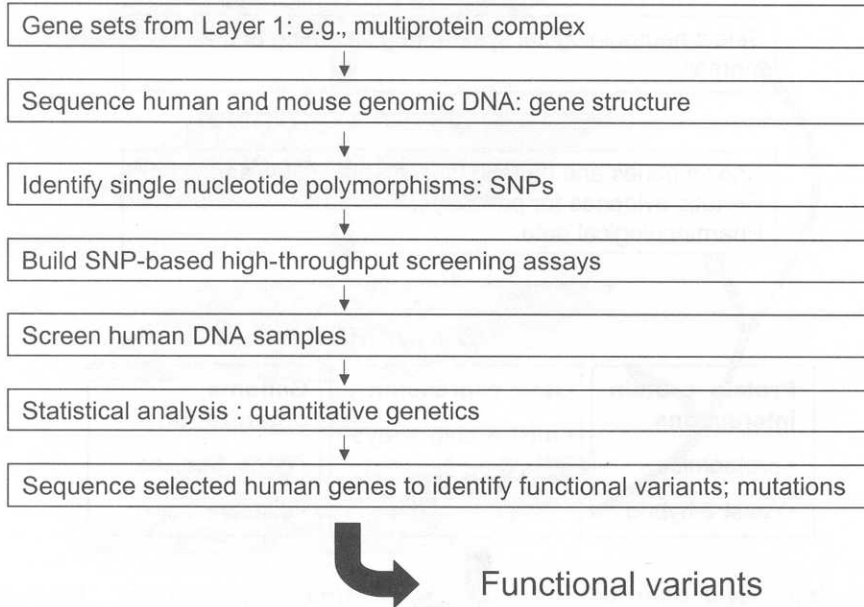 Gene sets from Layer 1: e.g., multiprotein complex
Sequence human and mouse genomic DNA: gene structure
Identify single nucleotide polymorphisms: SNPs
Build SNP-based high-throughput screening assays
Screen human DNA samples
Statistical analysis : quantitative genetics
Sequence selected human genes to identify functional variants; mutations
Functional variants